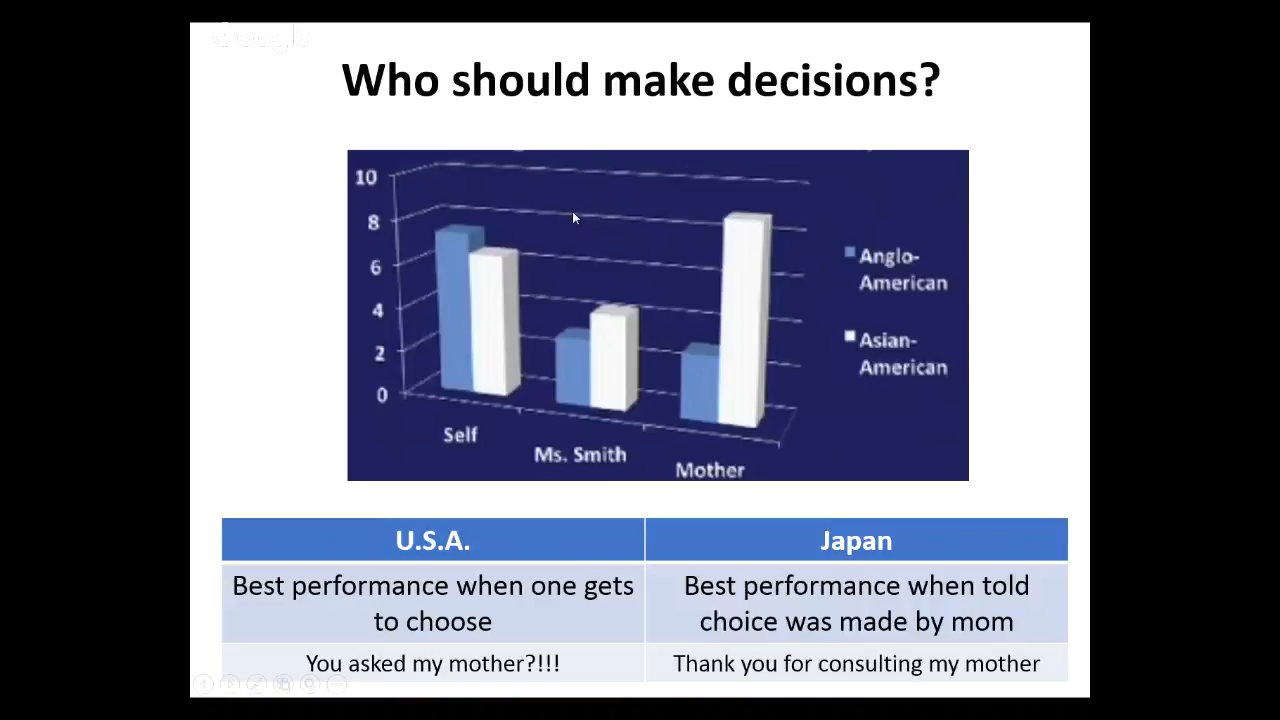 Google
Who should make decisions?
10
8
6
4
2
0
Anglo-
American
Asian-
American
Self
Ms. Smith
Mother
U.S.A.
Japan
Best performance when one gets
to choose
Best performance when told
choice was made by mom
You asked my mother?!!!
Thank you for consulting my mother